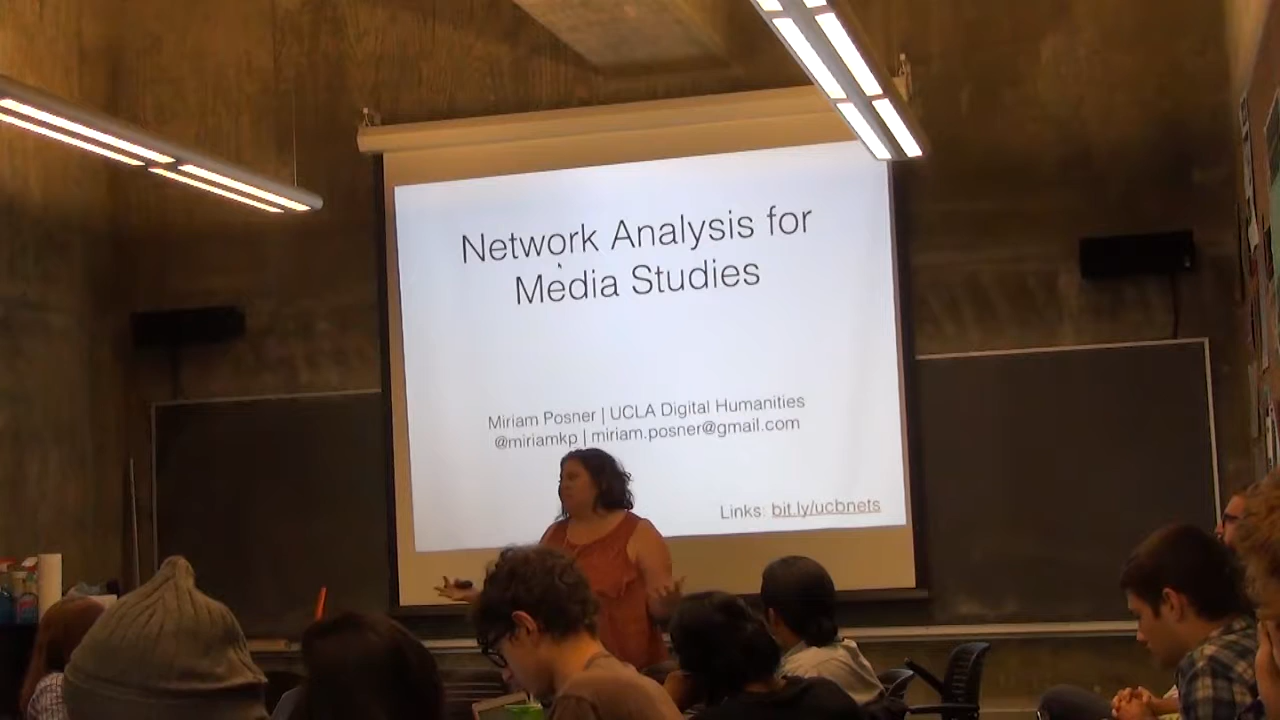 Network Analysis for
Media Studies
Miriam Posner | UCLA Digital Humanities
@miriamkp | miriam.posner@gmail.com
Links: bit.ly/ucbnets